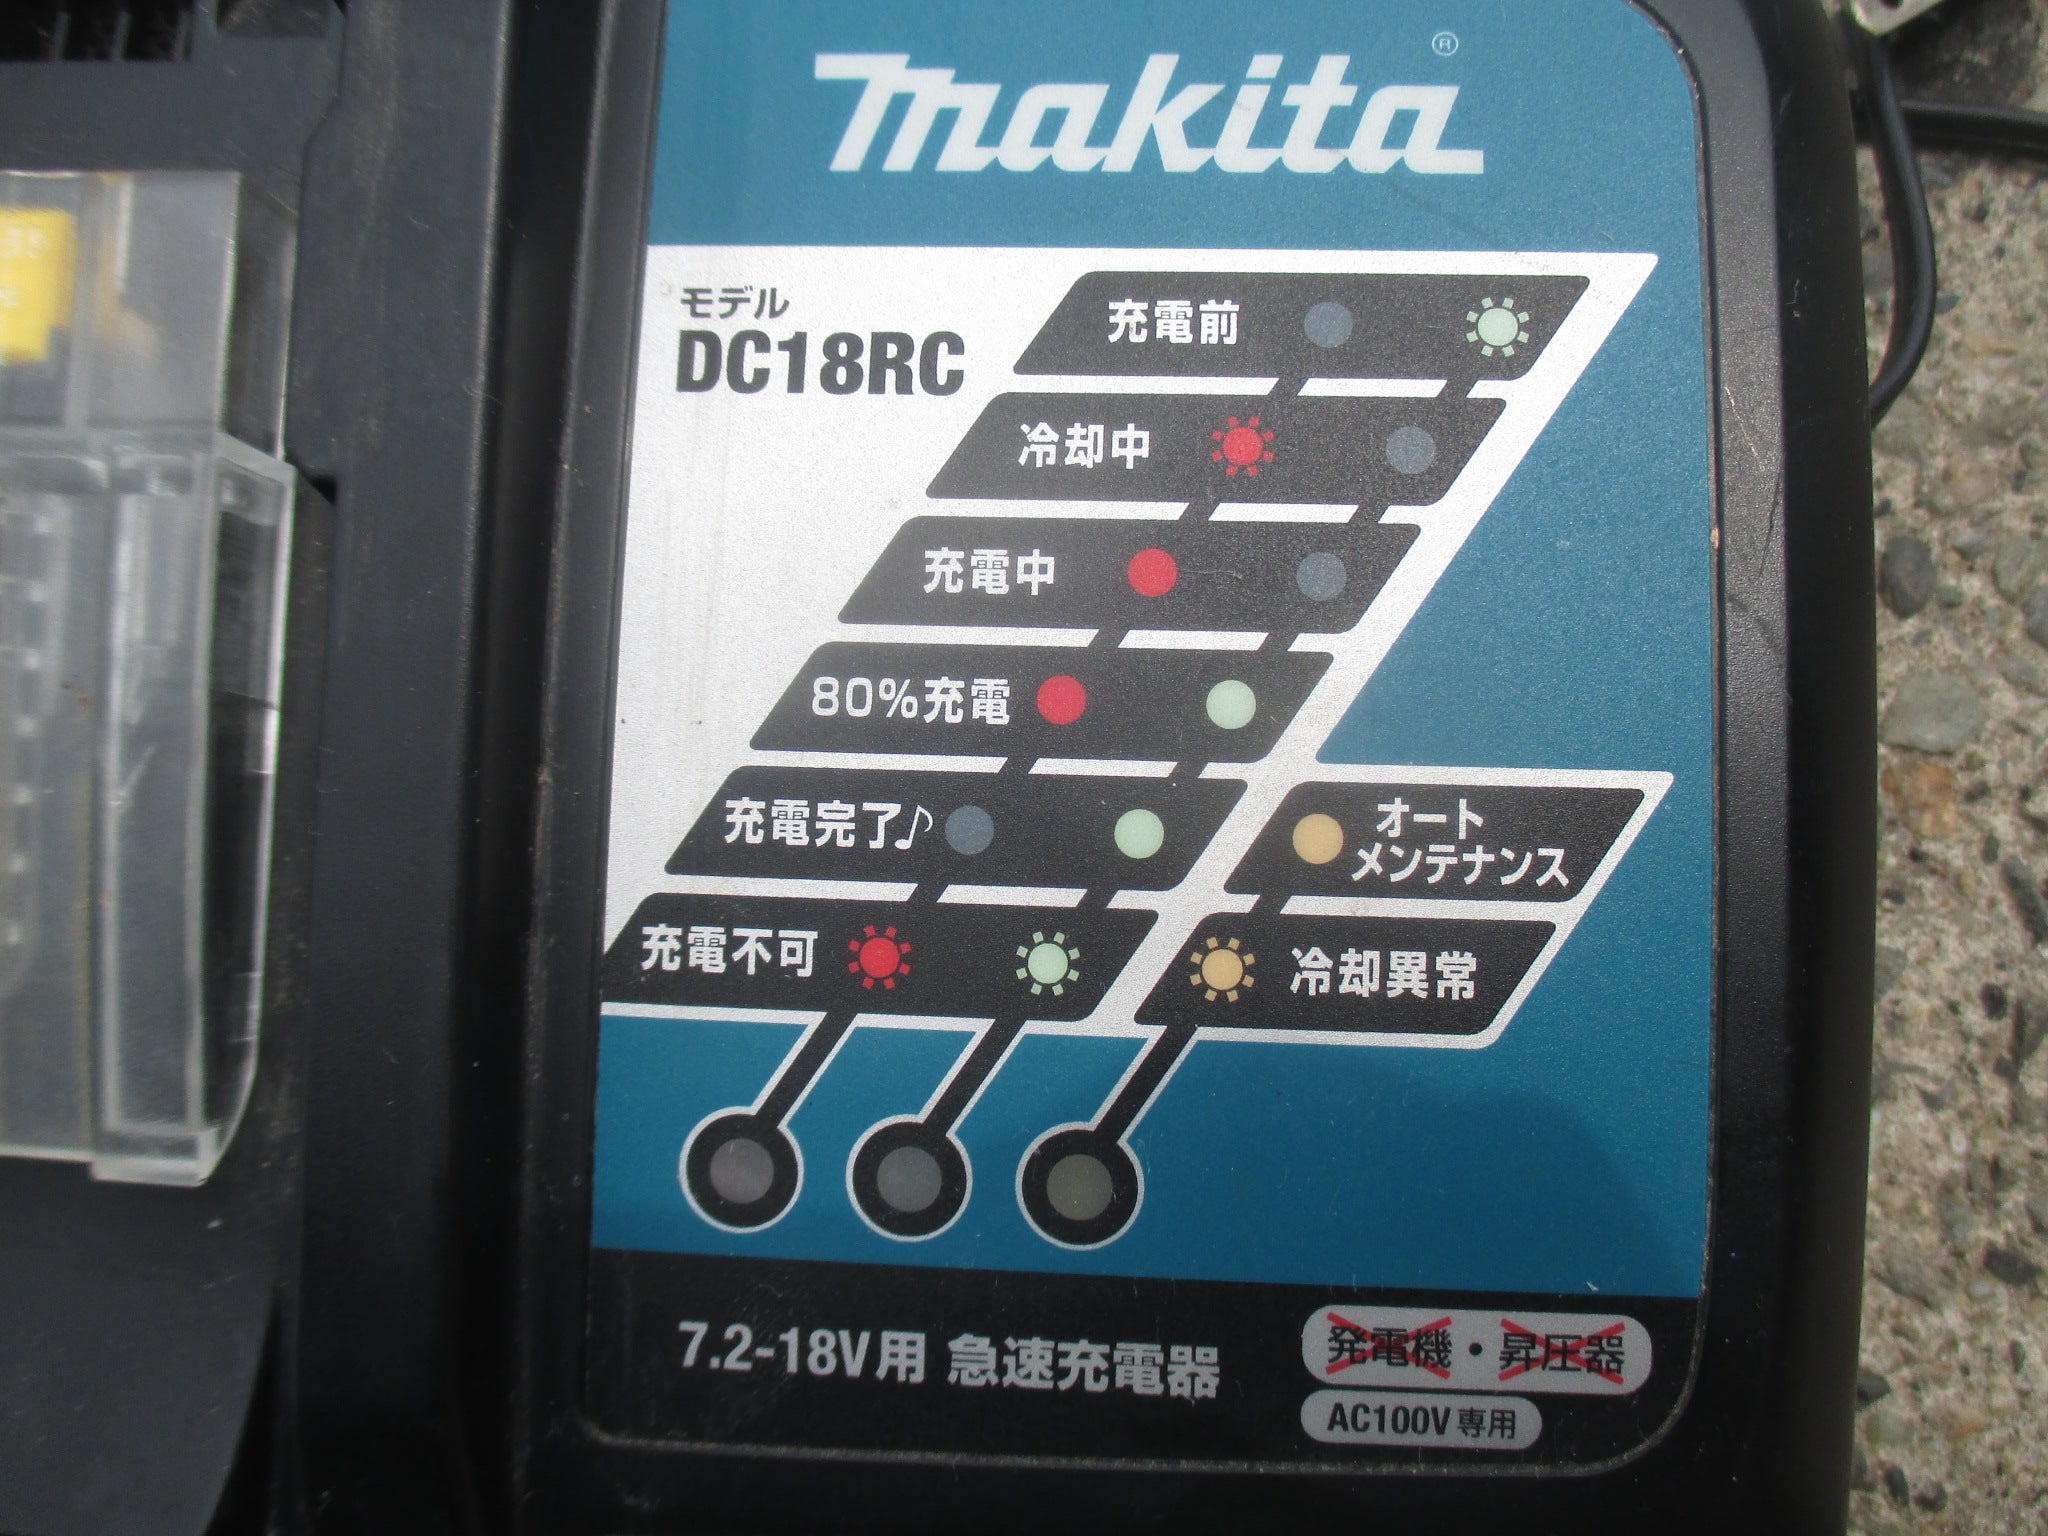 makita®
モデル
DC18RC
充電前
冷却中
充電中
80%充電
充電完了♪
オート
メンテナンス
充電不可
冷却異常
7.2-18V用 急速充電器
発電機・昇圧器
AC100V専用